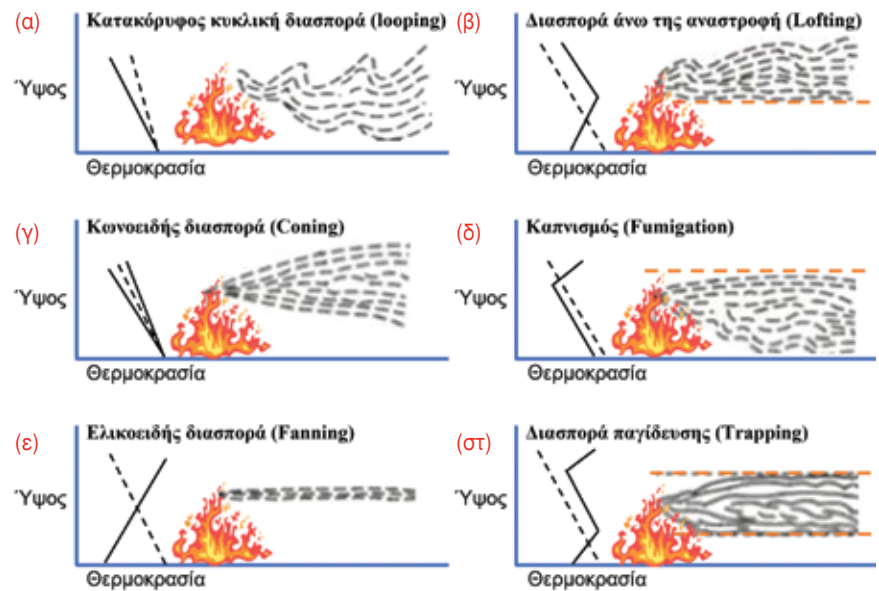 (α) Κατακόρυφος κυκλική διασπορά (looping)
Ύψος
Θερμοκρασία
(β) Διασπορά άνω της αναστροφή (Lofting)
Ύψος
Θερμοκρασία
(γ) Κωνοειδής διασπορά (Coning)
Ύψος
Θερμοκρασία
(δ) Καπνισμός (Fumigation)
Ύψος
Θερμοκρασία
(ε) Ελικοειδής διασπορά (Fanning)
Ύψος
Θερμοκρασία
(στ) Διασπορά παγίδευσης (Trapping)
Ύψος
Θερμοκρασία